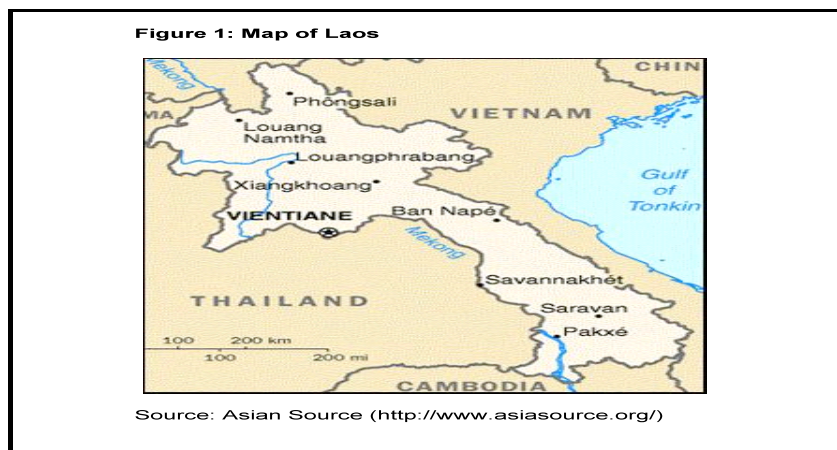 Figure 1: Map of Laos
Mekong
CHIN
Phôngsali
VIETNAM
MA
Louang
Namtha
Louangphrabang
Gulf
of
Tonkin
Xiangkhoang
VIENTIANE
Ban Napé
Mekong
Savannakhét
THAILAND
Saravan
Pakxé
100 200 km
100 200 mi
CAMBODIA
Source: Asian Source (http://www.asiasource.org/)